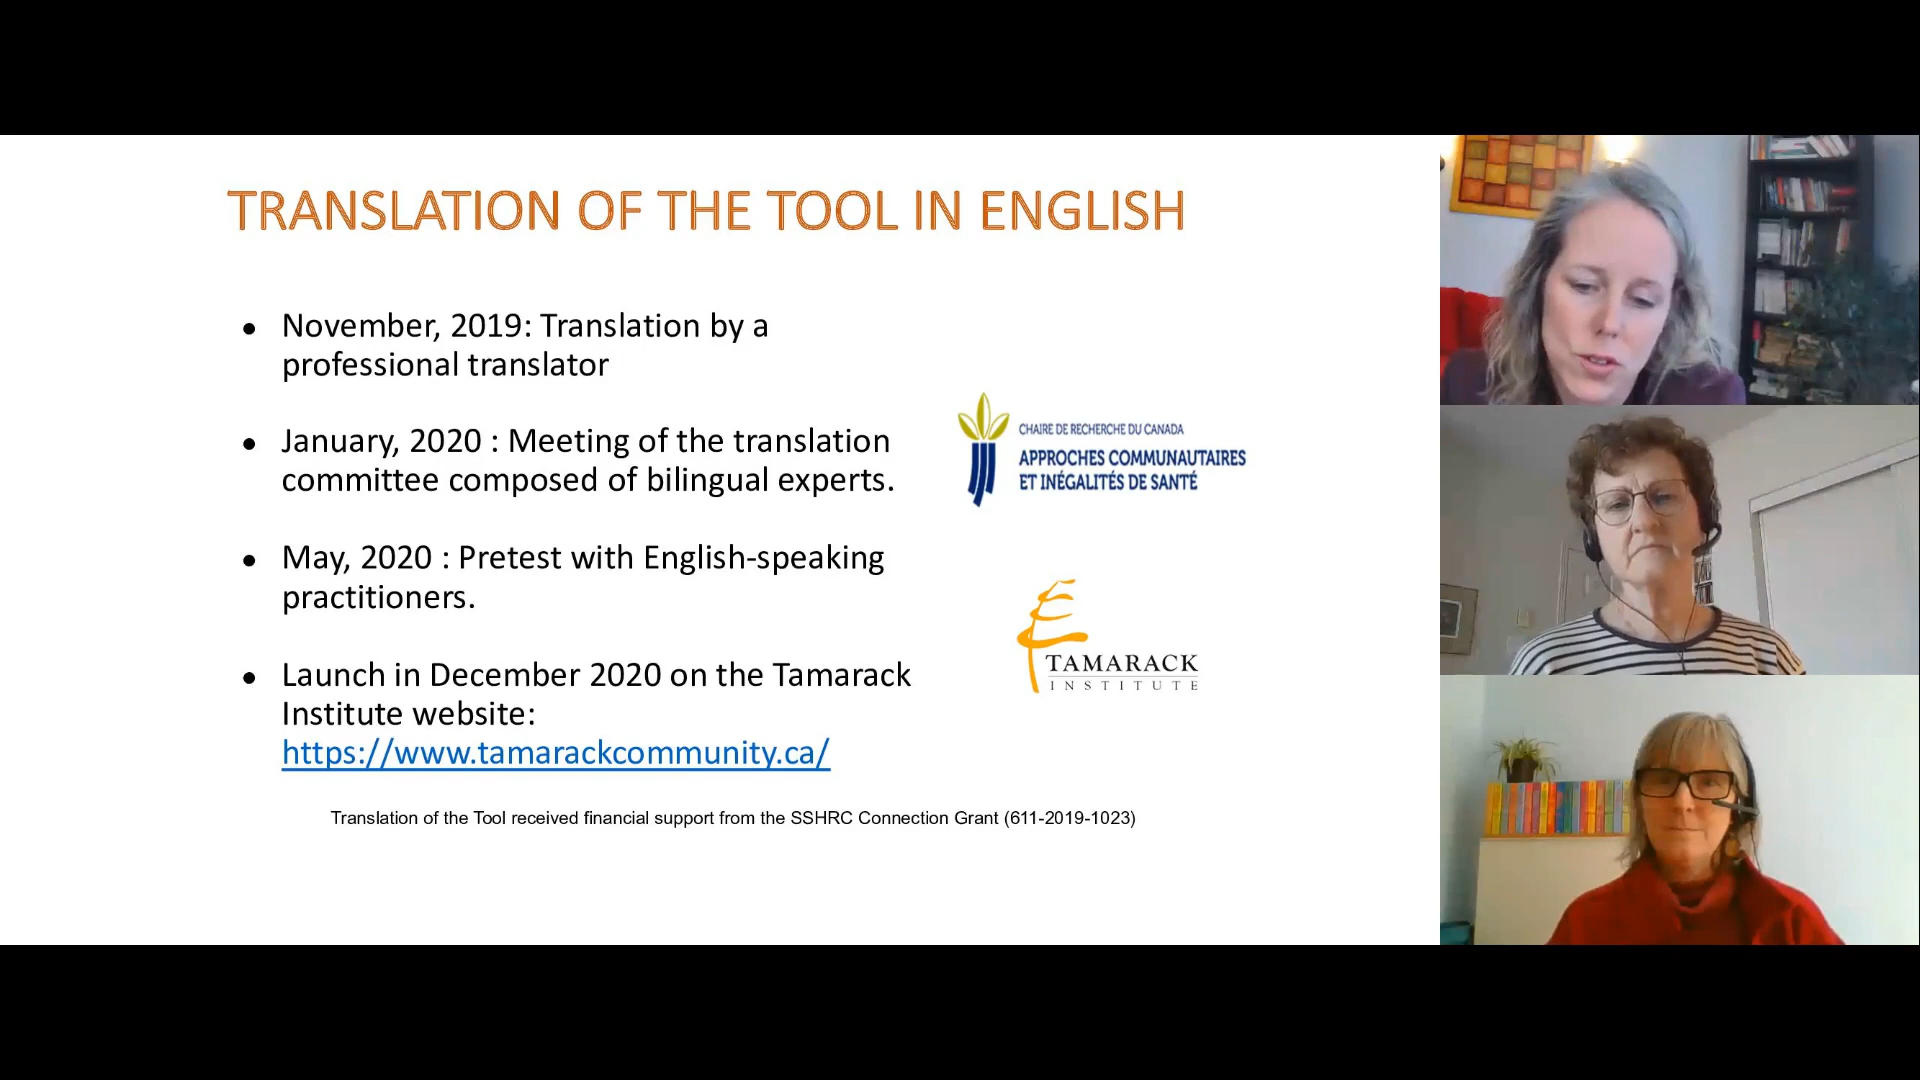 TRANSLATION OF THE TOOL IN ENGLISH
● November, 2019: Translation by a
professional translator
● January, 2020 : Meeting of the translation
committee composed of bilingual experts.
● May, 2020 : Pretest with English-speaking
practitioners.
● Launch in December 2020 on the Tamarack
Institute website:
https://www.tamarackcommunity.ca/
CHAIRE DE RECHERCHE DU CANADA
APPROCHES COMMUNAUTAIRES
ET INÉGALITÉS DE SANTÉ
TAMARACK
INSTITUTE
Translation of the Tool received financial support from the SSHRC Connection Grant (611-2019-1023)